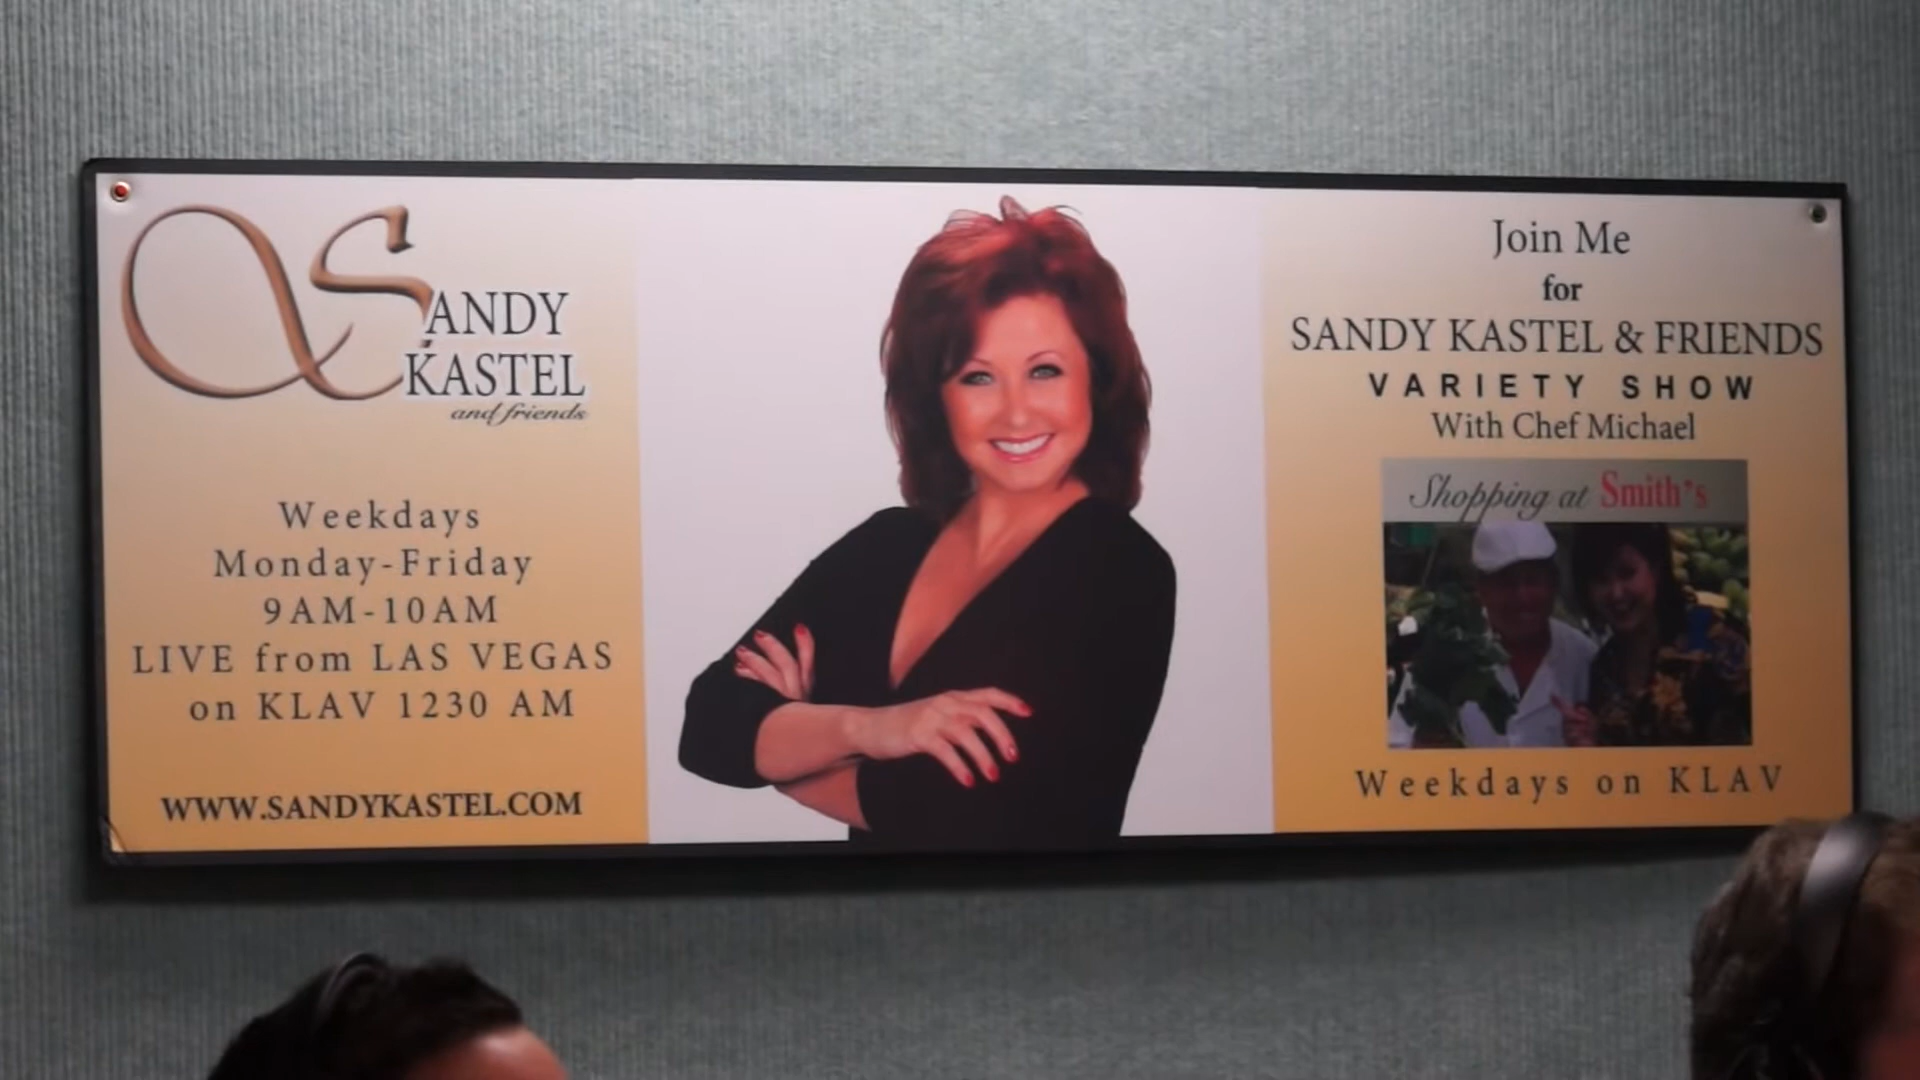 SANDY
KASTEL
and friends
Weekdays
Monday-Friday
9AM-10AM
LIVE from LAS VEGAS
on KLAV 1230 AM
WWW.SANDYKASTEL.COM
Join Me
for
SANDY KASTEL & FRIENDS
VARIETY SHOW
With Chef Michael
Shopping at Smith's
Weekdays on KLAV